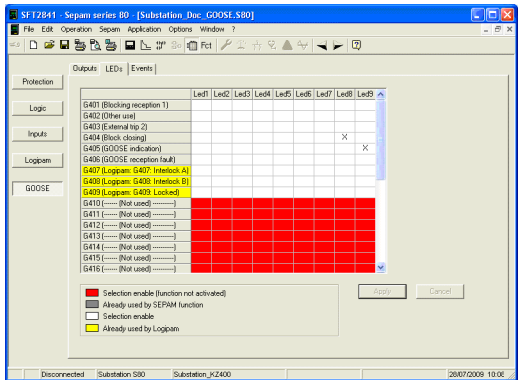 SFT2841 - Sepam series 80 - [Substation_Doc_GOOSE.S80]
File Edit Operation Sepam Application Options Window ?
Fct
Outputs LEDs Events
Protection
Logic
Inputs
Logipam
GOOSE
Led1 Led2 Led3 Led4 Led5 Led6 Led7 Led8 Led9
G401 (Blocking reception 1)
G402 (Other use)
G403 (External trip 2)
G404 (Block closing) X
G405 (GOOSE indication) X
G406 (GOOSE reception fault)
G407 (Logipam: G407: Interlock A)
G408 (Logipam: G408: Interlock B)
G409 (Logipam: G409: Locked)
G410 (------ (Not used) ----------)
G411 (------ (Not used) ----------)
G412 (------ (Not used) ----------)
G413 (------ (Not used) ----------)
G414 (------ (Not used) ----------)
G415 (------ (Not used) ----------)
G416 (------ (Not used) ----------)
Selection enable (function not activated)
Already used by SEPAM function
Selection enable
Already used by Logipam
Apply Cancel
Disconnected Substation S80 Substation_KZ400 28/07/2009 10:08